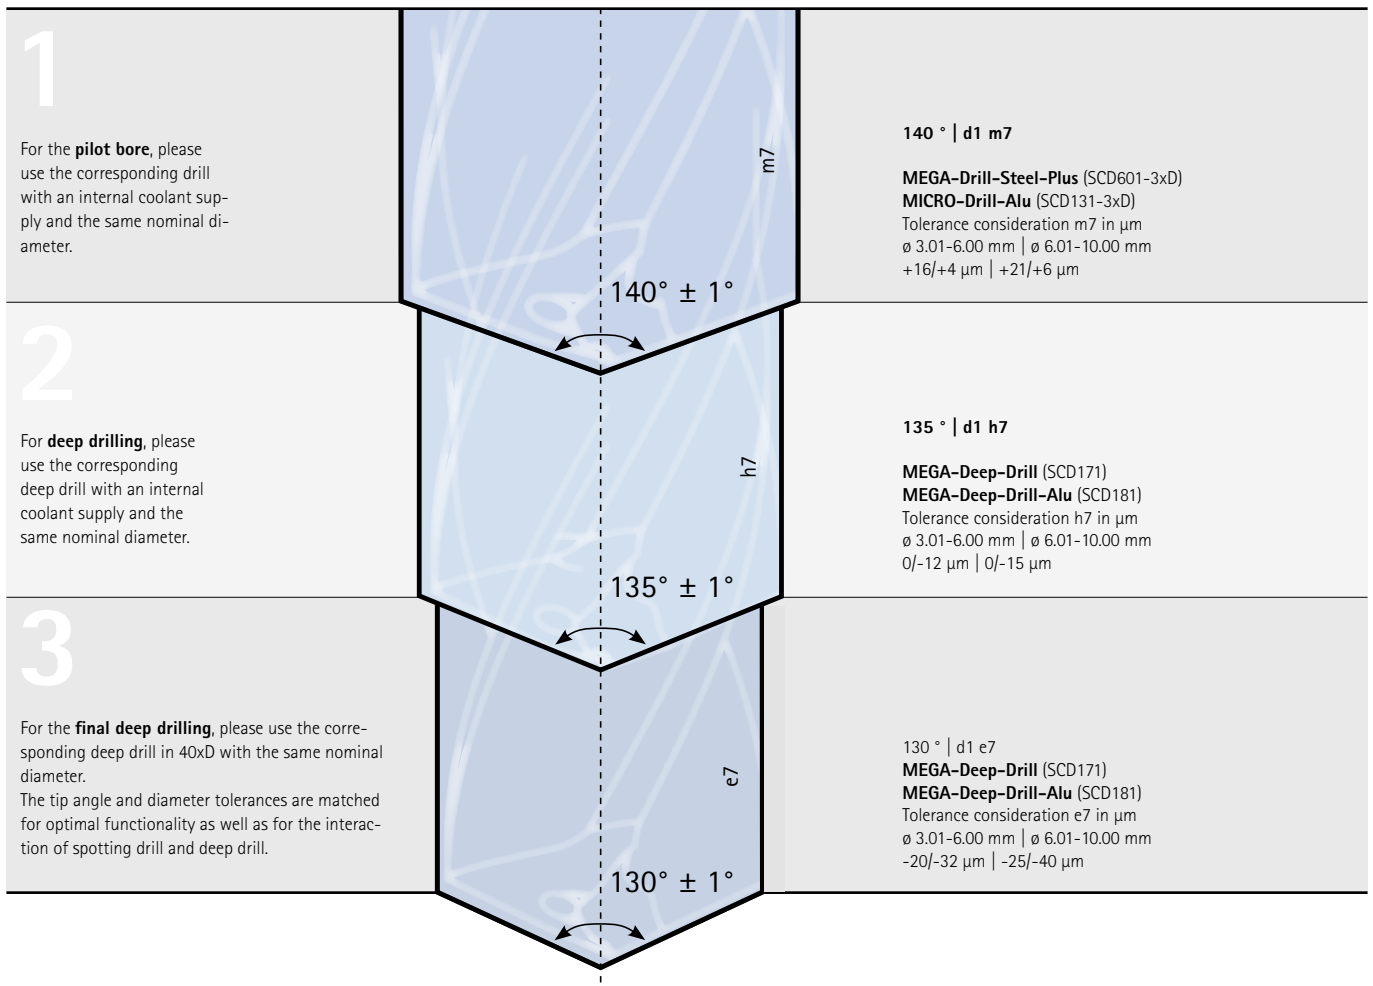 1
For the pilot bore, please
use the corresponding drill
with an internal coolant sup-
ply and the same nominal di-
ameter.
m7
140° ± 1°
140 ° | d1 m7
MEGA-Drill-Steel-Plus (SCD601-3xD)
MICRO-Drill-Alu (SCD131-3xD)
Tolerance consideration m7 in µm
ø 3.01-6.00 mm | ø 6.01-10.00 mm
+16/+4 µm | +21/+6 µm
2
For deep drilling, please
use the corresponding
deep drill with an internal
coolant supply and the
same nominal diameter.
h7
135° ± 1°
135 ° | d1 h7
MEGA-Deep-Drill (SCD171)
MEGA-Deep-Drill-Alu (SCD181)
Tolerance consideration h7 in µm
ø 3.01-6.00 mm | ø 6.01-10.00 mm
0/-12 µm | 0/-15 µm
3
For the final deep drilling, please use the corre-
sponding deep drill in 40xD with the same nominal
diameter.
The tip angle and diameter tolerances are matched
for optimal functionality as well as for the interac-
tion of spotting drill and deep drill.
e7
130° ± 1°
130 ° | d1 e7
MEGA-Deep-Drill (SCD171)
MEGA-Deep-Drill-Alu (SCD181)
Tolerance consideration e7 in µm
ø 3.01-6.00 mm | ø 6.01-10.00 mm
-20/-32 µm | -25/-40 µm